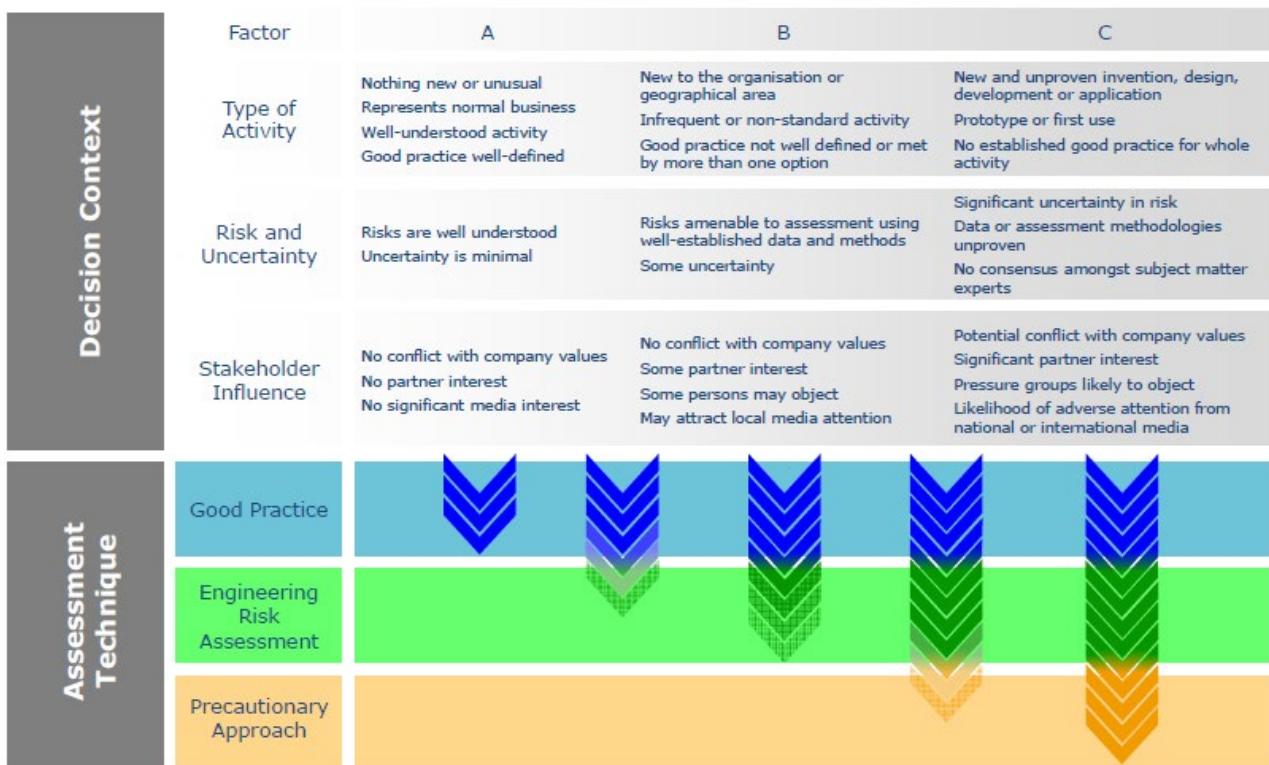 Decision Context
Factor
A
B
C
Type of
Activity
Nothing new or unusual
Represents normal business
Well-understood activity
Good practice well-defined
New to the organisation or
geographical area
Infrequent or non-standard activity
Good practice not well defined or met
by more than one option
New and unproven invention, design,
development or application
Prototype or first use
No established good practice for whole
activity
Risk and
Uncertainty
Risks are well understood
Uncertainty is minimal
Risks amenable to assessment using
well-established data and methods
Some uncertainty
Significant uncertainty in risk
Data or assessment methodologies
unproven
No consensus amongst subject matter
experts
Stakeholder
Influence
No conflict with company values
No partner interest
No significant media interest
No conflict with company values
Some partner interest
Some persons may object
May attract local media attention
Potential conflict with company values
Significant partner interest
Pressure groups likely to object
Likelihood of adverse attention from
national or international media
Assessment
Technique
Good Practice
Engineering
Risk
Assessment
Precautionary
Approach